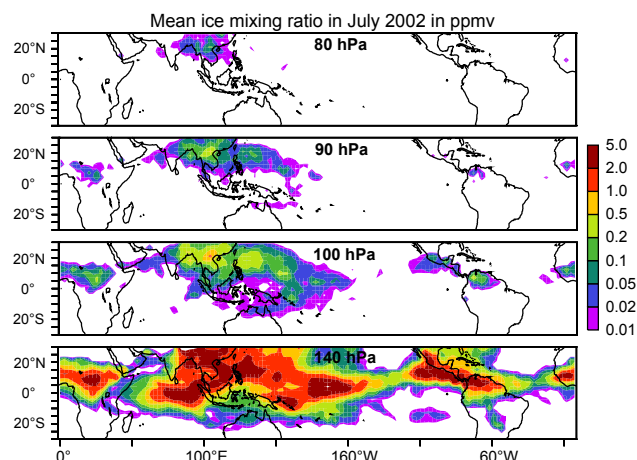 Mean ice mixing ratio in July 2002 in ppmv
20°N
0°
20°S
80 hPa
20°N
0°
20°S
90 hPa
20°N
0°
20°S
100 hPa
20°N
0°
20°S
140 hPa
0°
100°E
160°W
60°W
5.0
2.0
1.0
0.5
0.2
0.1
0.05
0.02
0.01